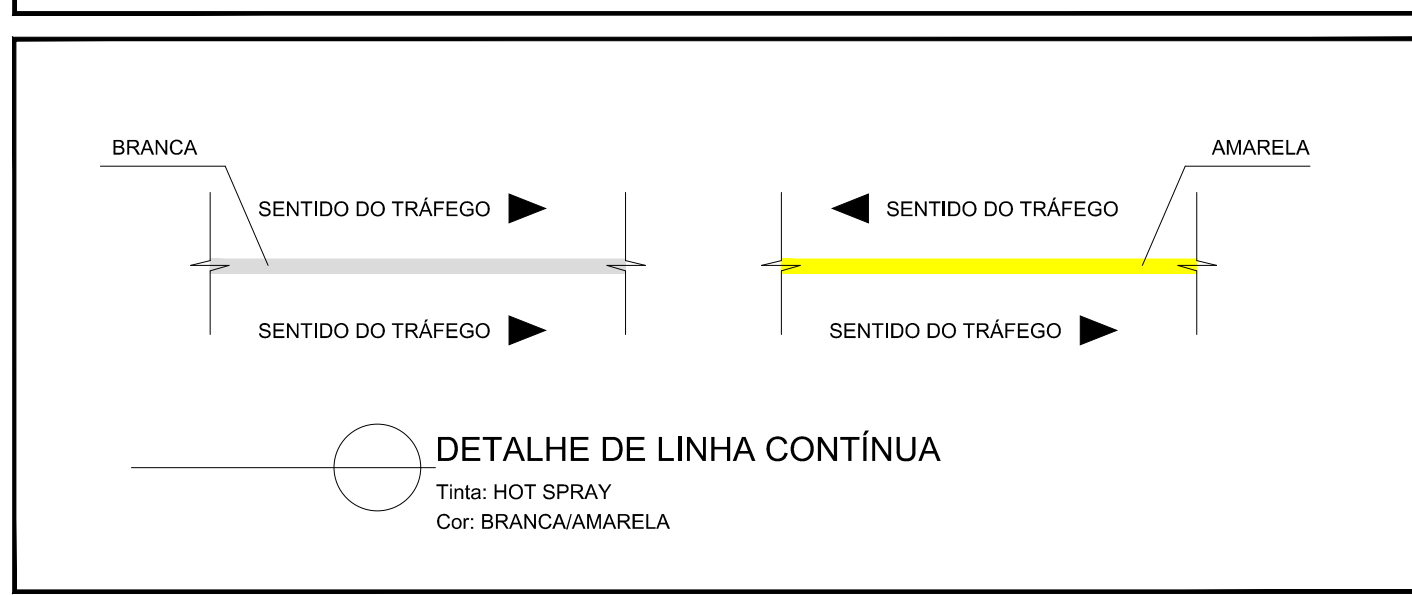 BRANCA
AMARELA
SENTIDO DO TRÁFEGO
SENTIDO DO TRÁFEGO
SENTIDO DO TRÁFEGO
SENTIDO DO TRÁFEGO
DETALHE DE LINHA CONTÍNUA
Tinta: HOT SPRAY
Cor: BRANCA/AMARELA